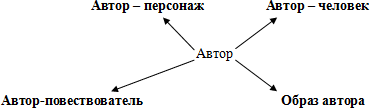 Автор – персонаж Автор – человек
Автор
Автор-повествователь Образ автора